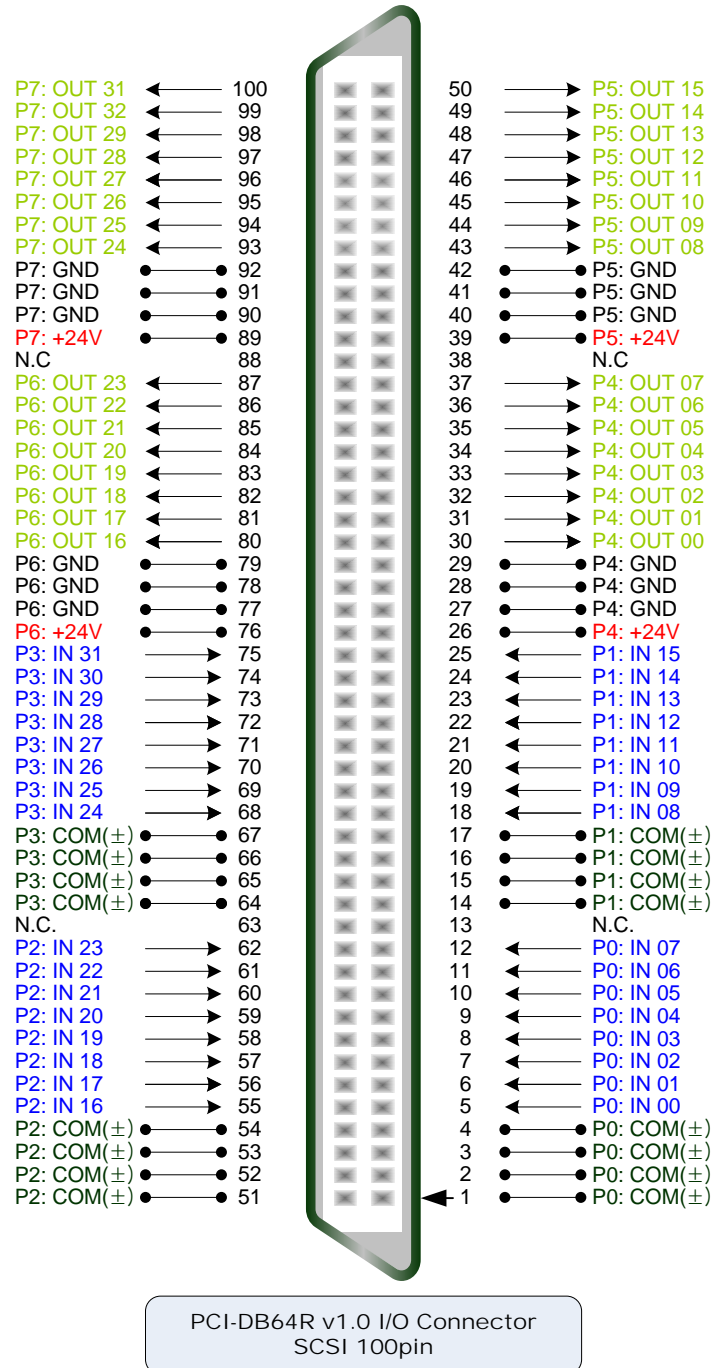 P7: OUT 31 100 50 P5: OUT 15
P7: OUT 32 99 49 P5: OUT 14
P7: OUT 29 98 48 P5: OUT 13
P7: OUT 28 97 47 P5: OUT 12
P7: OUT 27 96 46 P5: OUT 11
P7: OUT 26 95 45 P5: OUT 10
P7: OUT 25 94 44 P5: OUT 09
P7: OUT 24 93 43 P5: OUT 08
P7: GND 92 42 P5: GND
P7: GND 91 41 P5: GND
P7: GND 90 40 P5: GND
P7: +24V 89 39 P5: +24V
N.C 88 38 N.C
P6: OUT 23 87 37 P4: OUT 07
P6: OUT 22 86 36 P4: OUT 06
P6: OUT 21 85 35 P4: OUT 05
P6: OUT 20 84 34 P4: OUT 04
P6: OUT 19 83 33 P4: OUT 03
P6: OUT 18 82 32 P4: OUT 02
P6: OUT 17 81 31 P4: OUT 01
P6: OUT 16 80 30 P4: OUT 00
P6: GND 79 29 P4: GND
P6: GND 78 28 P4: GND
P6: GND 77 27 P4: GND
P6: +24V 76 26 P4: +24V
P3: IN 31 75 25 P1: IN 15
P3: IN 30 74 24 P1: IN 14
P3: IN 29 73 23 P1: IN 13
P3: IN 28 72 22 P1: IN 12
P3: IN 27 71 21 P1: IN 11
P3: IN 26 70 20 P1: IN 10
P3: IN 25 69 19 P1: IN 09
P3: IN 24 68 18 P1: IN 08
P3: COM(±) 67 17 P1: COM(±)
P3: COM(±) 66 16 P1: COM(±)
P3: COM(±) 65 15 P1: COM(±)
P3: COM(±) 64 14 P1: COM(±)
N.C. 63 13 N.C.
P2: IN 23 62 12 P0: IN 07
P2: IN 22 61 11 P0: IN 06
P2: IN 21 60 10 P0: IN 05
P2: IN 20 59 9 P0: IN 04
P2: IN 19 58 8 P0: IN 03
P2: IN 18 57 7 P0: IN 02
P2: IN 17 56 6 P0: IN 01
P2: IN 16 55 5 P0: IN 00
P2: COM(±) 54 4 P0: COM(±)
P2: COM(±) 53 3 P0: COM(±)
P2: COM(±) 52 2 P0: COM(±)
P2: COM(±) 51 1 P0: COM(±)
PCI-DB64R v1.0 I/O Connector
SCSI 100pin